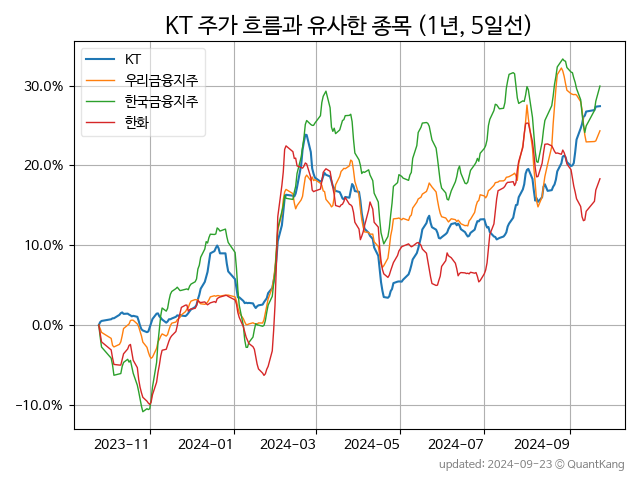 KT 주가 흐름과 유사한 종목 (1년, 5일선)
KT
우리금융지주
한국금융지주
한화
30.0%
20.0%
10.0%
0.0%
−10.0%
2023-11 2024-01 2024-03 2024-05 2024-07 2024-09
updated: 2024-09-23 © QuantKang